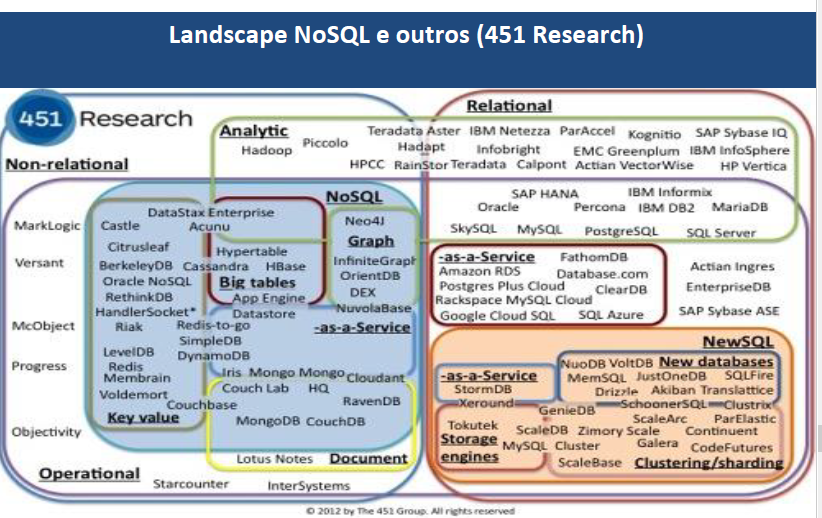 Landscape NoSQL e outros (451 Research)
451 Research
Relational
Analytic
Teradata Aster IBM Netezza ParAccel Kognitio SAP Sybase IQ
Hadoop Piccolo Hadapt Infobright EMC Greenplum IBM InfoSphere
HPCC RainStor Teradata Calpont Actian VectorWise HP Vertica
Non-relational
NoSQL
SAP HANA IBM Informix
Oracle Percona IBM DB2 MariaDB
SkySQL MySQL PostgreSQL SQL Server
MarkLogic
Versant
McObject
Progress
Objectivity
DataStax Enterprise
Castle Acunu
Citrusleaf
BerkeleyDB Cassandra HBase
Hypertable
Big tables
Oracle NoSQL
RethinkDB
App Engine
Datastore
HandlerSocket*
Riak Redis-to-go
SimpleDB
LevelDB DynamoDB
Redis
Membrain
Voldemort
Couchbase
Key value
Neo4J
Graph
InfiniteGraph
OrientDB
DEX
NuvolaBase
-as-a-Service
Iris Mongo Mongo Cloudant
Couch Lab HQ
RavenDB
MongoDB CouchDB
Lotus Notes Document
Operational
Starcounter InterSystems
-as-a-Service FathomDB
Amazon RDS Database.com
Postgres Plus Cloud ClearDB
Rackspace MySQL Cloud
Google Cloud SQL SQL Azure
Actian Ingres
EnterpriseDB
SAP Sybase ASE
NewSQL
-as-a-Service
StormDB
Xeround
NuoDB VoltDB New databases
MemSQL JustOneDB SQLFire
Drizzle Akiban Translattice
SchoonerSQL Clustrix
GenieDB
ScaleArc ParElastic
Tokutek ScaleDB Zimory Scale Continuent
Storage
engines
MySQL Cluster Galera CodeFutures
ScaleBase Clustering/sharding
© 2012 by The 451 Group. All rights reserved